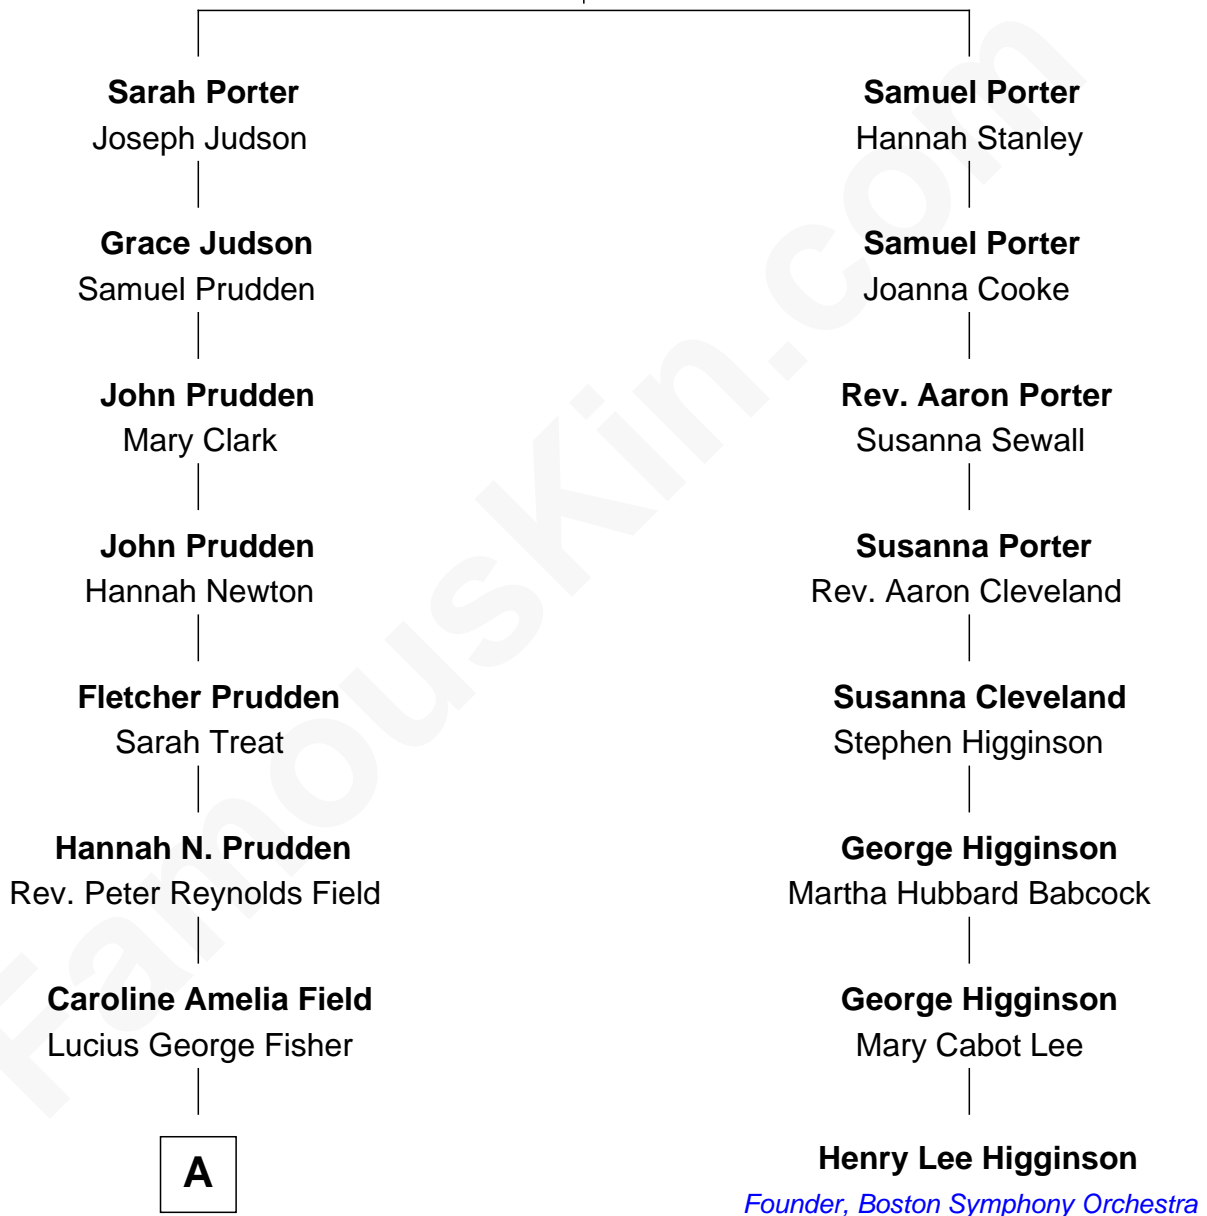 Sarah Porter
Joseph Judson
Samuel Porter
Hannah Stanley
Grace Judson
Samuel Prudden
Samuel Porter
Joanna Cooke
John Prudden
Mary Clark
Rev. Aaron Porter
Susanna Sewall
John Prudden
Hannah Newton
Susanna Porter
Rev. Aaron Cleveland
Fletcher Prudden
Sarah Treat
Susanna Cleveland
Stephen Higginson
Hannah N. Prudden
Rev. Peter Reynolds Field
George Higginson
Martha Hubbard Babcock
Caroline Amelia Field
Lucius George Fisher
George Higginson
Mary Cabot Lee
A
Henry Lee Higginson
Founder, Boston Symphony Orchestra
FamousKin.com